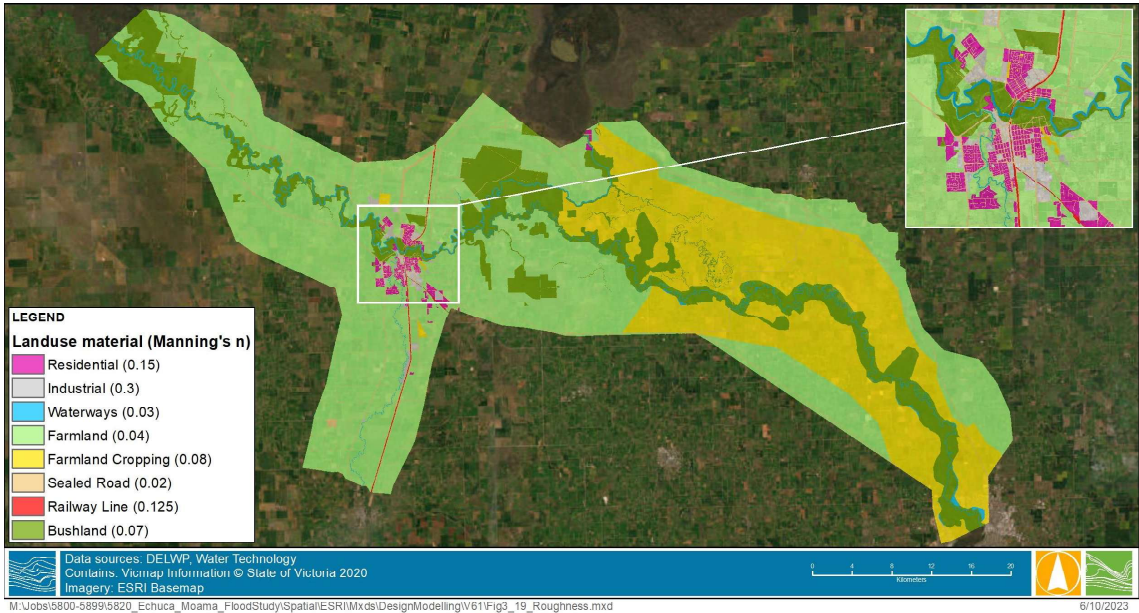 LEGEND
Landuse material (Manning's n)
Residential (0.15)
Industrial (0.3)
Waterways (0.03)
Farmland (0.04)
Farmland Cropping (0.08)
Sealed Road (0.02)
Railway Line (0.125)
Bushland (0.07)
Data sources: DELWP, Water Technology
Contains: Vicmap Information © State of Victoria 2020
Imagery: ESRI Basemap
0 4 8 12 16 20
Kilometers
M:\Jobs\5800-5899\5820_Echuca_Moama_FloodStudy\Spatial\ESRI\Mxds\DesignModelling\V61\Fig3_19_Roughness.mxd
6/10/2023